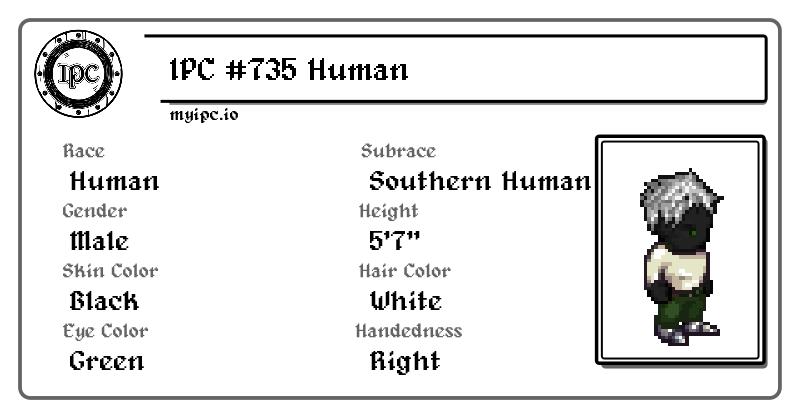 IPC
IPC #735 Human
myipc.io
Race
Human
Subrace
Southern Human
Gender
Male
Height
5'7"
Skin Color
Black
Hair Color
White
Eye Color
Green
Handedness
Right